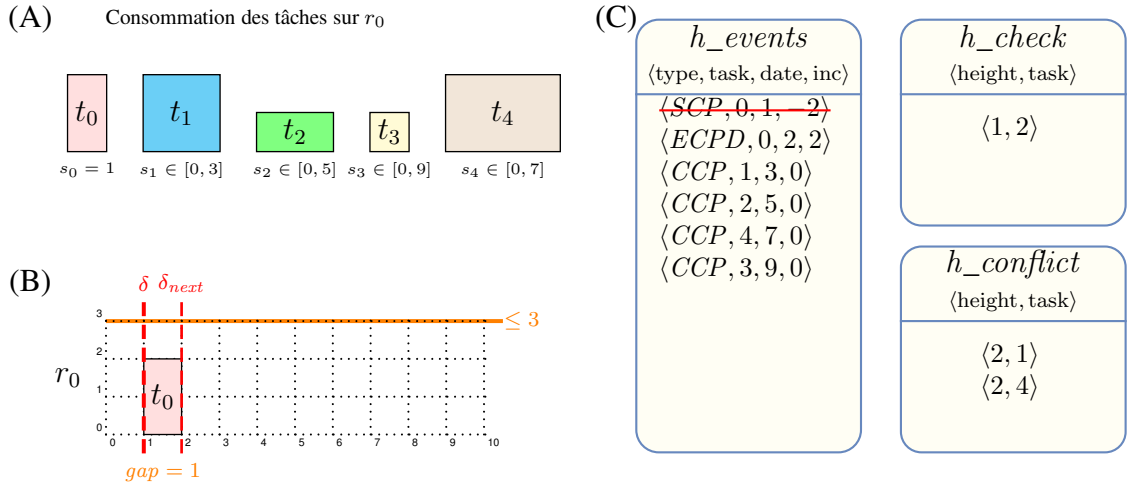 (A)
Consommation des tâches sur r₀
t₀
t₁
t₂
t₃
t₄
s₀ = 1
s₁ ∈ [0, 3]
s₂ ∈ [0, 5]
s₃ ∈ [0, 9]
s₄ ∈ [0, 7]
(B)
δ
δₙₑₓₜ
≤ 3
3
2
1
0
r₀
t₀
0 1 2 3 4 5 6 7 8 9 10
gap = 1
(C)
h_events
⟨type, task, date, inc⟩
⟨SCP, 0, 1, −2⟩
⟨ECPD, 0, 2, 2⟩
⟨CCP, 1, 3, 0⟩
⟨CCP, 2, 5, 0⟩
⟨CCP, 4, 7, 0⟩
⟨CCP, 3, 9, 0⟩
h_check
⟨height, task⟩
⟨1, 2⟩
h_conflict
⟨height, task⟩
⟨2, 1⟩
⟨2, 4⟩